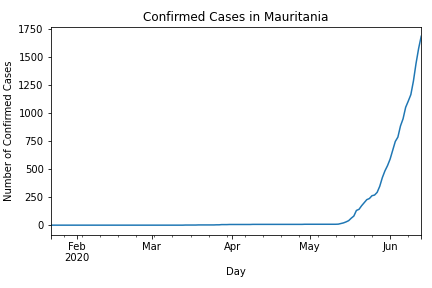 Confirmed Cases in Mauritania
Number of Confirmed Cases
1750
1500
1250
1000
750
500
250
0
Feb Mar Apr May Jun
2020
Day